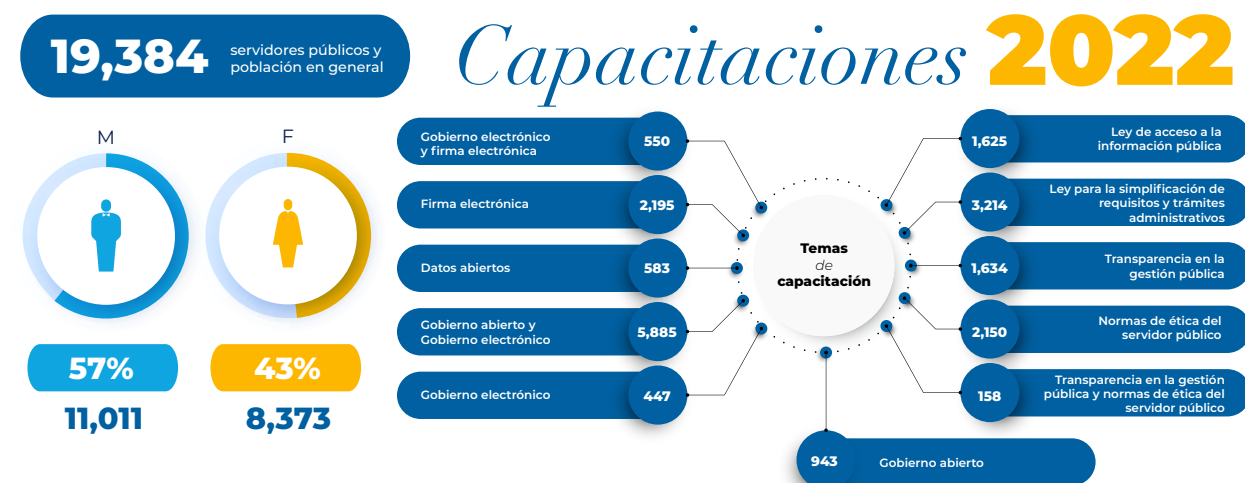 19,384
servidores públicos y
población en general
Capacitaciones 2022
M
F
57%
11,011
43%
8,373
Gobierno electrónico
y firma electrónica
550
Firma electrónica
2,195
Datos abiertos
583
Gobierno abierto y
Gobierno electrónico
5,885
Gobierno electrónico
447
Temas
de
capacitación
1,625
Ley de acceso a la
información pública
3,214
Ley para la simplificación de
requisitos y trámites
administrativos
1,634
Transparencia en la
gestión pública
2,150
Normas de ética del
servidor público
158
Transparencia en la gestión
pública y normas de ética del
servidor público
943
Gobierno abierto